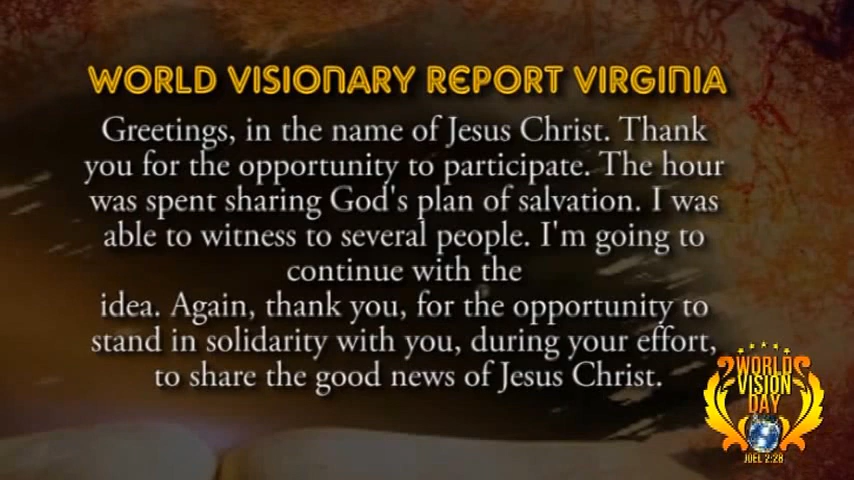 WORLD VISIONARY REPORT VIRGINIA
Greetings, in the name of Jesus Christ. Thank
you for the opportunity to participate. The hour
was spent sharing God's plan of salvation. I was
able to witness to several people. I'm going to
continue with the
idea. Again, thank you, for the opportunity to
stand in solidarity with you, during your effort,
to share the good news of Jesus Christ.
WORLD
VISION
DAY
JOEL 2:28